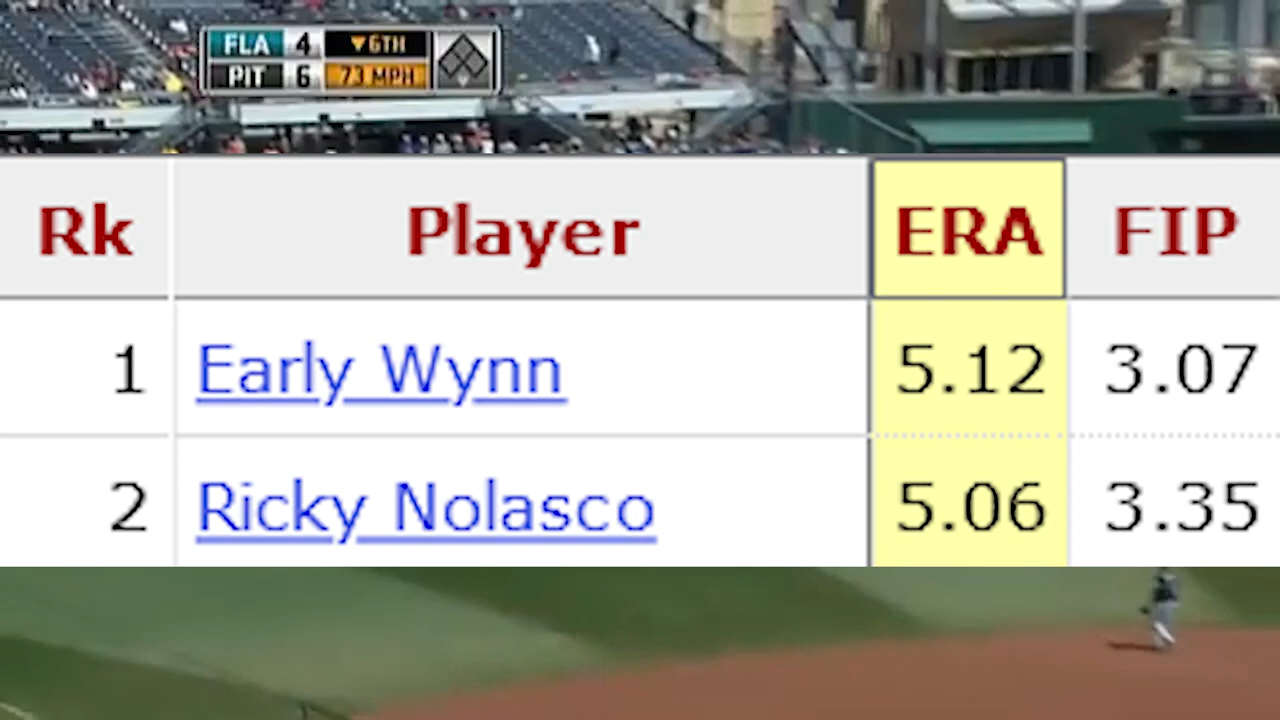 FLA 4 ▼6TH
PIT 6 73 MPH
Rk Player ERA FIP
1 Early Wynn 5.12 3.07
2 Ricky Nolasco 5.06 3.35